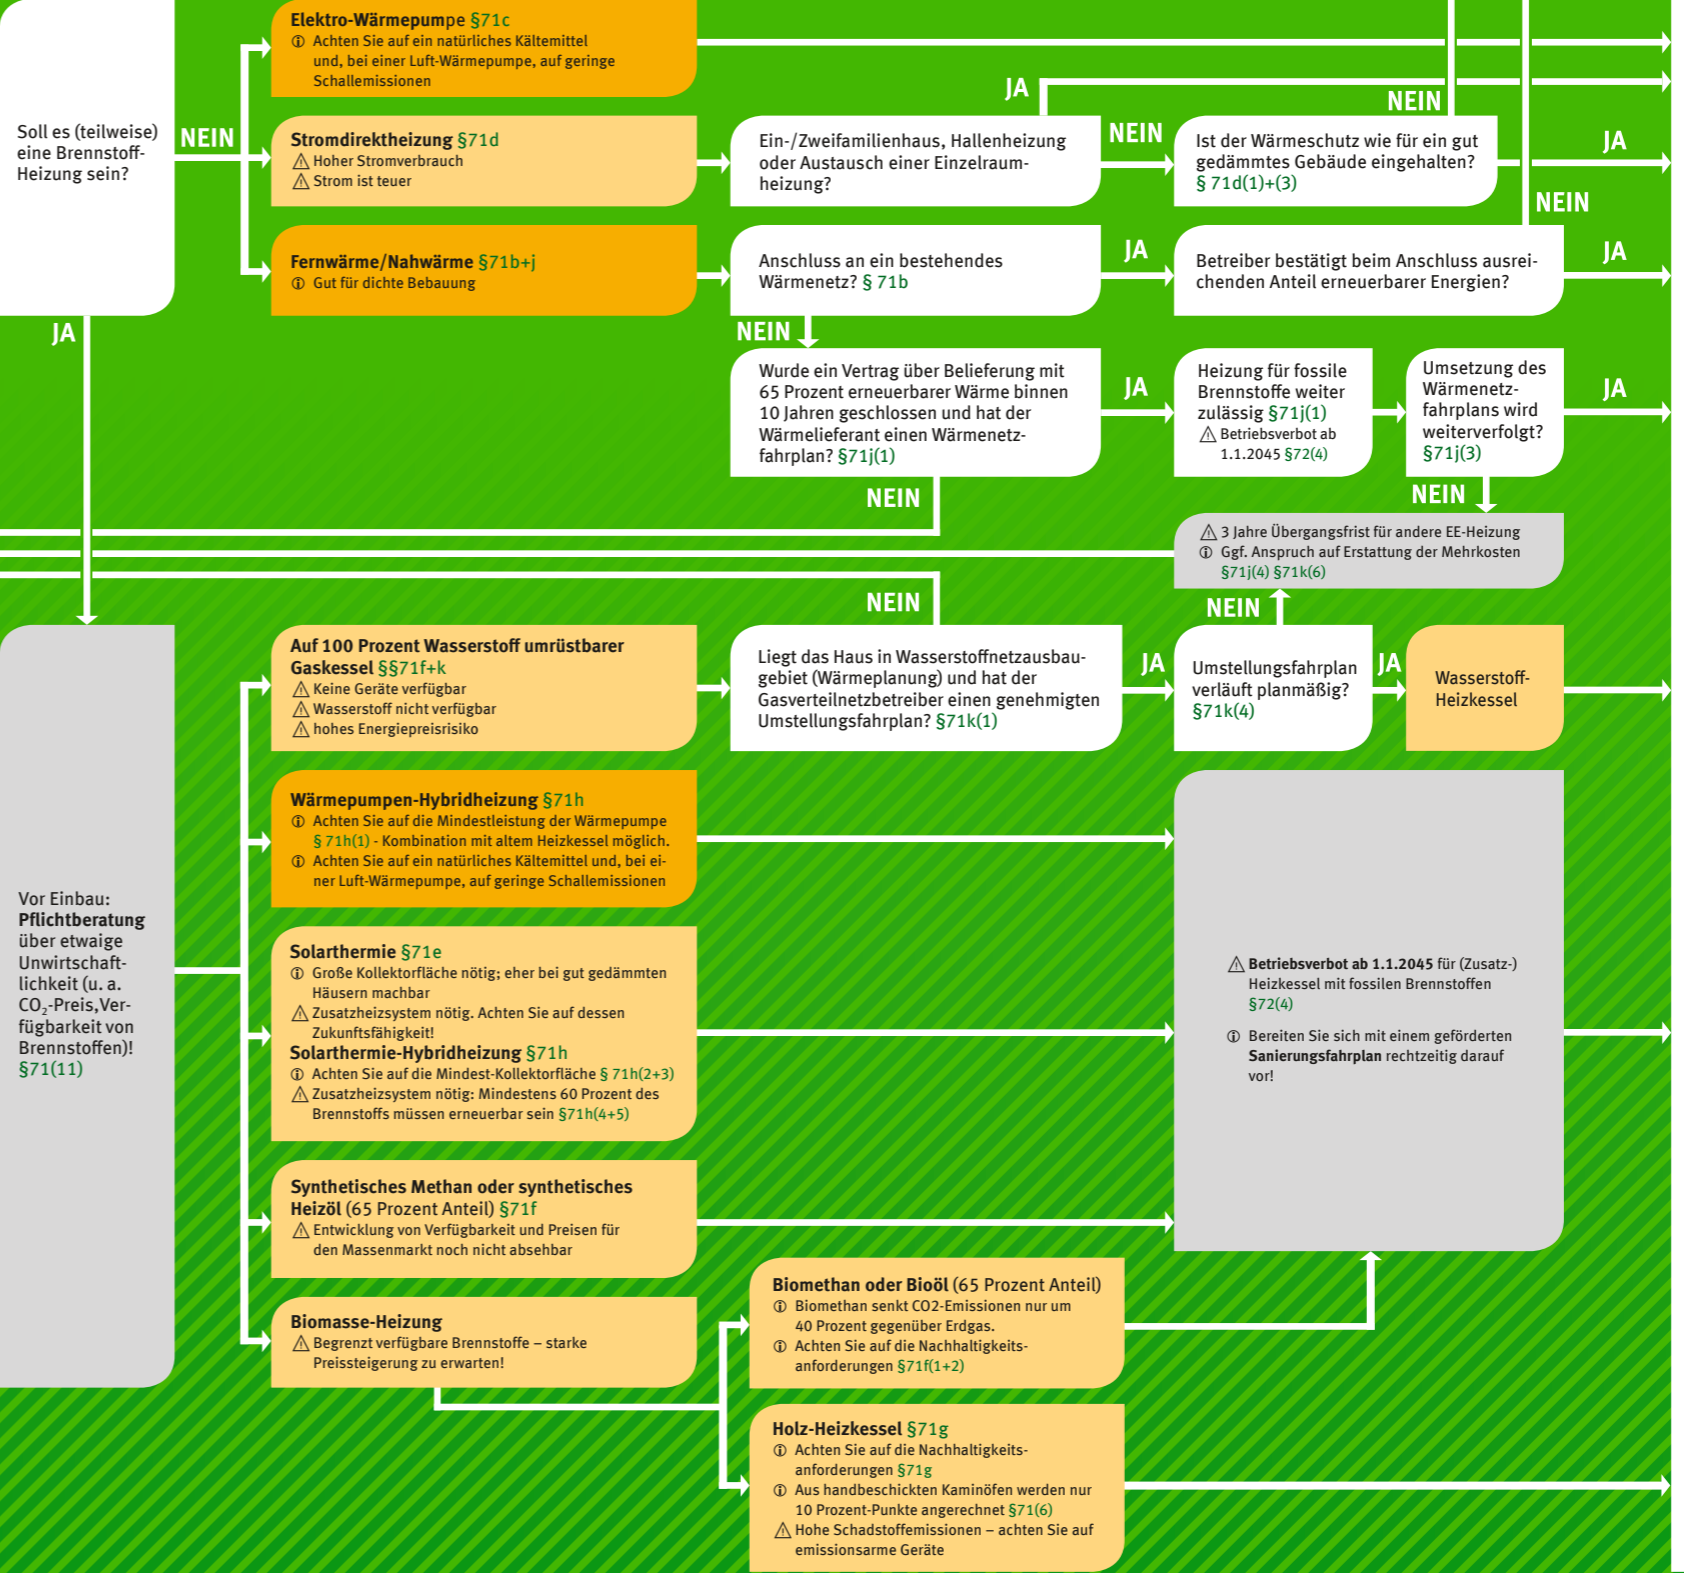 Soll es (teilweise)
eine Brennstoff-
Heizung sein?
NEIN
JA
Elektro-Wärmepumpe §71c
Achten Sie auf ein natürliches Kältemittel
und, bei einer Luft-Wärmepumpe, auf geringe
Schallemissionen
Stromdirektheizung §71d
Hoher Stromverbrauch
Strom ist teuer
Ein-/Zweifamilienhaus, Hallenheizung
oder Austausch einer Einzelraum-
heizung?
JA
NEIN
Ist der Wärmeschutz wie für ein gut
gedämmtes Gebäude eingehalten?
§ 71d(1)+(3)
NEIN
JA
Fernwärme/Nahwärme §71b+j
Gut für dichte Bebauung
Anschluss an ein bestehendes
Wärmenetz? § 71b
JA
Betreiber bestätigt beim Anschluss ausrei-
chenden Anteil erneuerbarer Energien?
NEIN
JA
NEIN
Wurde ein Vertrag über Belieferung mit
65 Prozent erneuerbarer Wärme binnen
10 Jahren geschlossen und hat der
Wärmelieferant einen Wärmenetz-
fahrplan? §71j(1)
JA
NEIN
Heizung für fossile
Brennstoffe weiter
zulässig §71j(1)
Betriebsverbot ab
1.1.2045 §72(4)
Umsetzung des
Wärmenetz-
fahrplans wird
weiterverfolgt?
§71j(3)
JA
NEIN
3 Jahre Übergangsfrist für andere EE-Heizung
Ggf. Anspruch auf Erstattung der Mehrkosten
§71j(4) §71k(6)
Vor Einbau:
Pflichtberatung
über etwaige
Unwirtschaft-
lichkeit (u. a.
CO₂-Preis,Ver-
fügbarkeit von
Brennstoffen)!
§71(11)
Auf 100 Prozent Wasserstoff umrüstbarer
Gaskessel §§71f+k
Keine Geräte verfügbar
Wasserstoff nicht verfügbar
hohes Energiepreisrisiko
NEIN
Liegt das Haus in Wasserstoffnetzausbau-
gebiet (Wärmeplanung) und hat der
Gasverteilnetzbetreiber einen genehmigten
Umstellungsfahrplan? §71k(1)
JA
NEIN
Umstellungsfahrplan
verläuft planmäßig?
§71k(4)
JA
Wasserstoff-
Heizkessel
Wärmepumpen-Hybridheizung §71h
Achten Sie auf die Mindestleistung der Wärmepumpe
§ 71h(1) - Kombination mit altem Heizkessel möglich.
Achten Sie auf ein natürliches Kältemittel und, bei ei-
ner Luft-Wärmepumpe, auf geringe Schallemissionen
Solarthermie §71e
Große Kollektorfläche nötig; eher bei gut gedämmten
Häusern machbar
Zusatzheizsystem nötig. Achten Sie auf dessen
Zukunftsfähigkeit!
Solarthermie-Hybridheizung §71h
Achten Sie auf die Mindest-Kollektorfläche § 71h(2+3)
Zusatzheizsystem nötig: Mindestens 60 Prozent des
Brennstoffs müssen erneuerbar sein §71h(4+5)
Betriebsverbot ab 1.1.2045 für (Zusatz-)
Heizkessel mit fossilen Brennstoffen
§72(4)
Bereiten Sie sich mit einem geförderten
Sanierungsfahrplan rechtzeitig darauf
vor!
Synthetisches Methan oder synthetisches
Heizöl (65 Prozent Anteil) §71f
Entwicklung von Verfügbarkeit und Preisen für
den Massenmarkt noch nicht absehbar
Biomasse-Heizung
Begrenzt verfügbare Brennstoffe – starke
Preissteigerung zu erwarten!
Biomethan oder Bioöl (65 Prozent Anteil)
Biomethan senkt CO2-Emissionen nur um
40 Prozent gegenüber Erdgas.
Achten Sie auf die Nachhaltigkeits-
anforderungen §71f(1+2)
Holz-Heizkessel §71g
Achten Sie auf die Nachhaltigkeits-
anforderungen §71g
Aus handbeschickten Kaminöfen werden nur
10 Prozent-Punkte angerechnet §71(6)
Hohe Schadstoffemissionen – achten Sie auf
emissionsarme Geräte